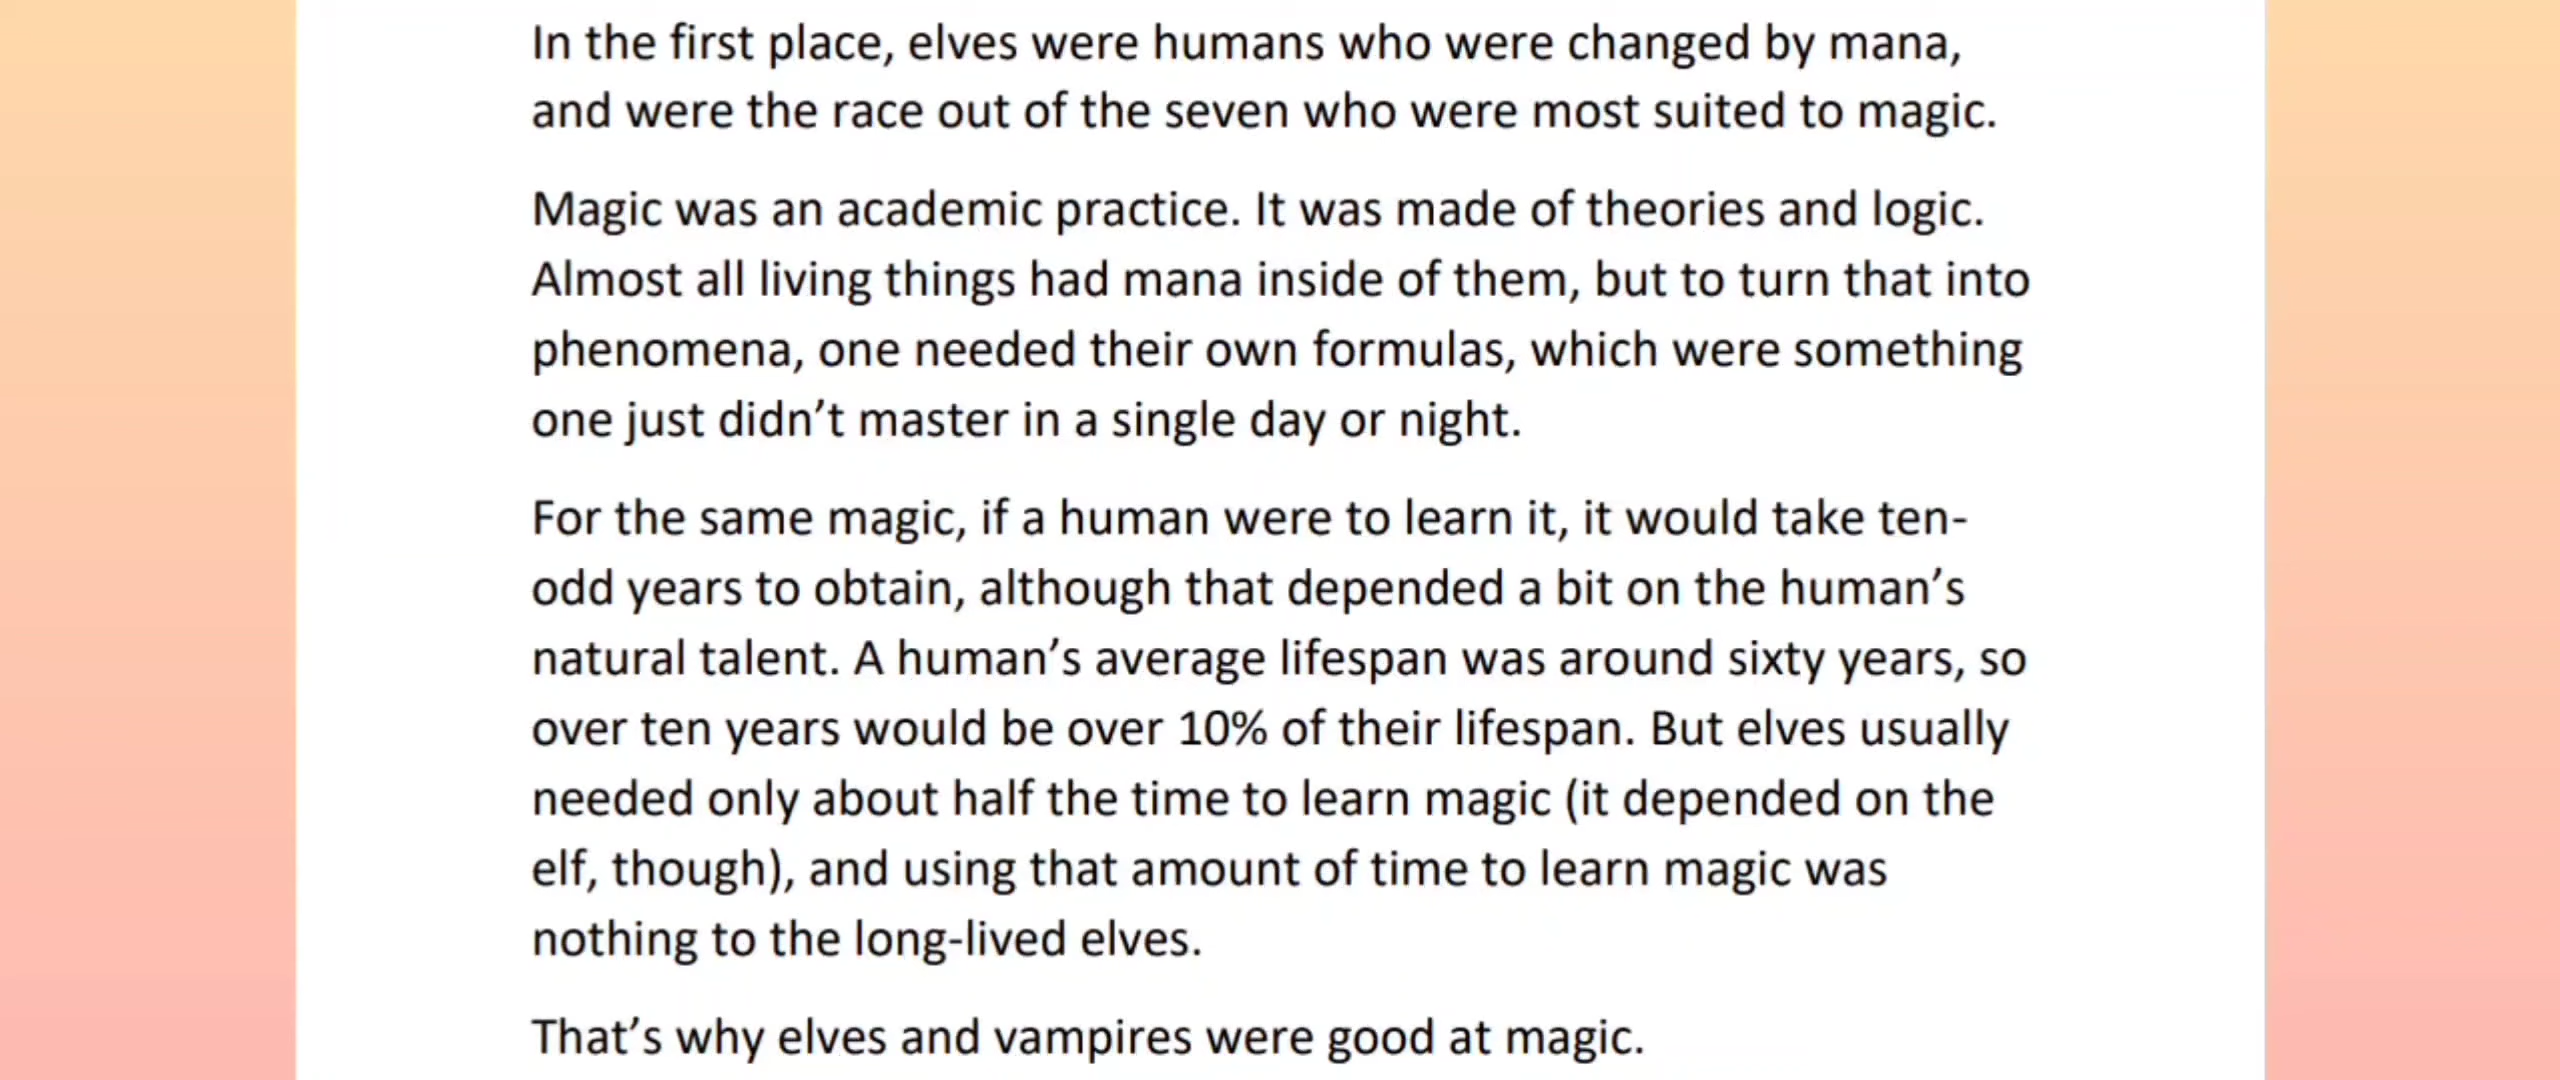 In the first place, elves were humans who were changed by mana,
and were the race out of the seven who were most suited to magic.
Magic was an academic practice. It was made of theories and logic.
Almost all living things had mana inside of them, but to turn that into
phenomena, one needed their own formulas, which were something
one just didn’t master in a single day or night.
For the same magic, if a human were to learn it, it would take ten-
odd years to obtain, although that depended a bit on the human’s
natural talent. A human’s average lifespan was around sixty years, so
over ten years would be over 10% of their lifespan. But elves usually
needed only about half the time to learn magic (it depended on the
elf, though), and using that amount of time to learn magic was
nothing to the long-lived elves.
That’s why elves and vampires were good at magic.